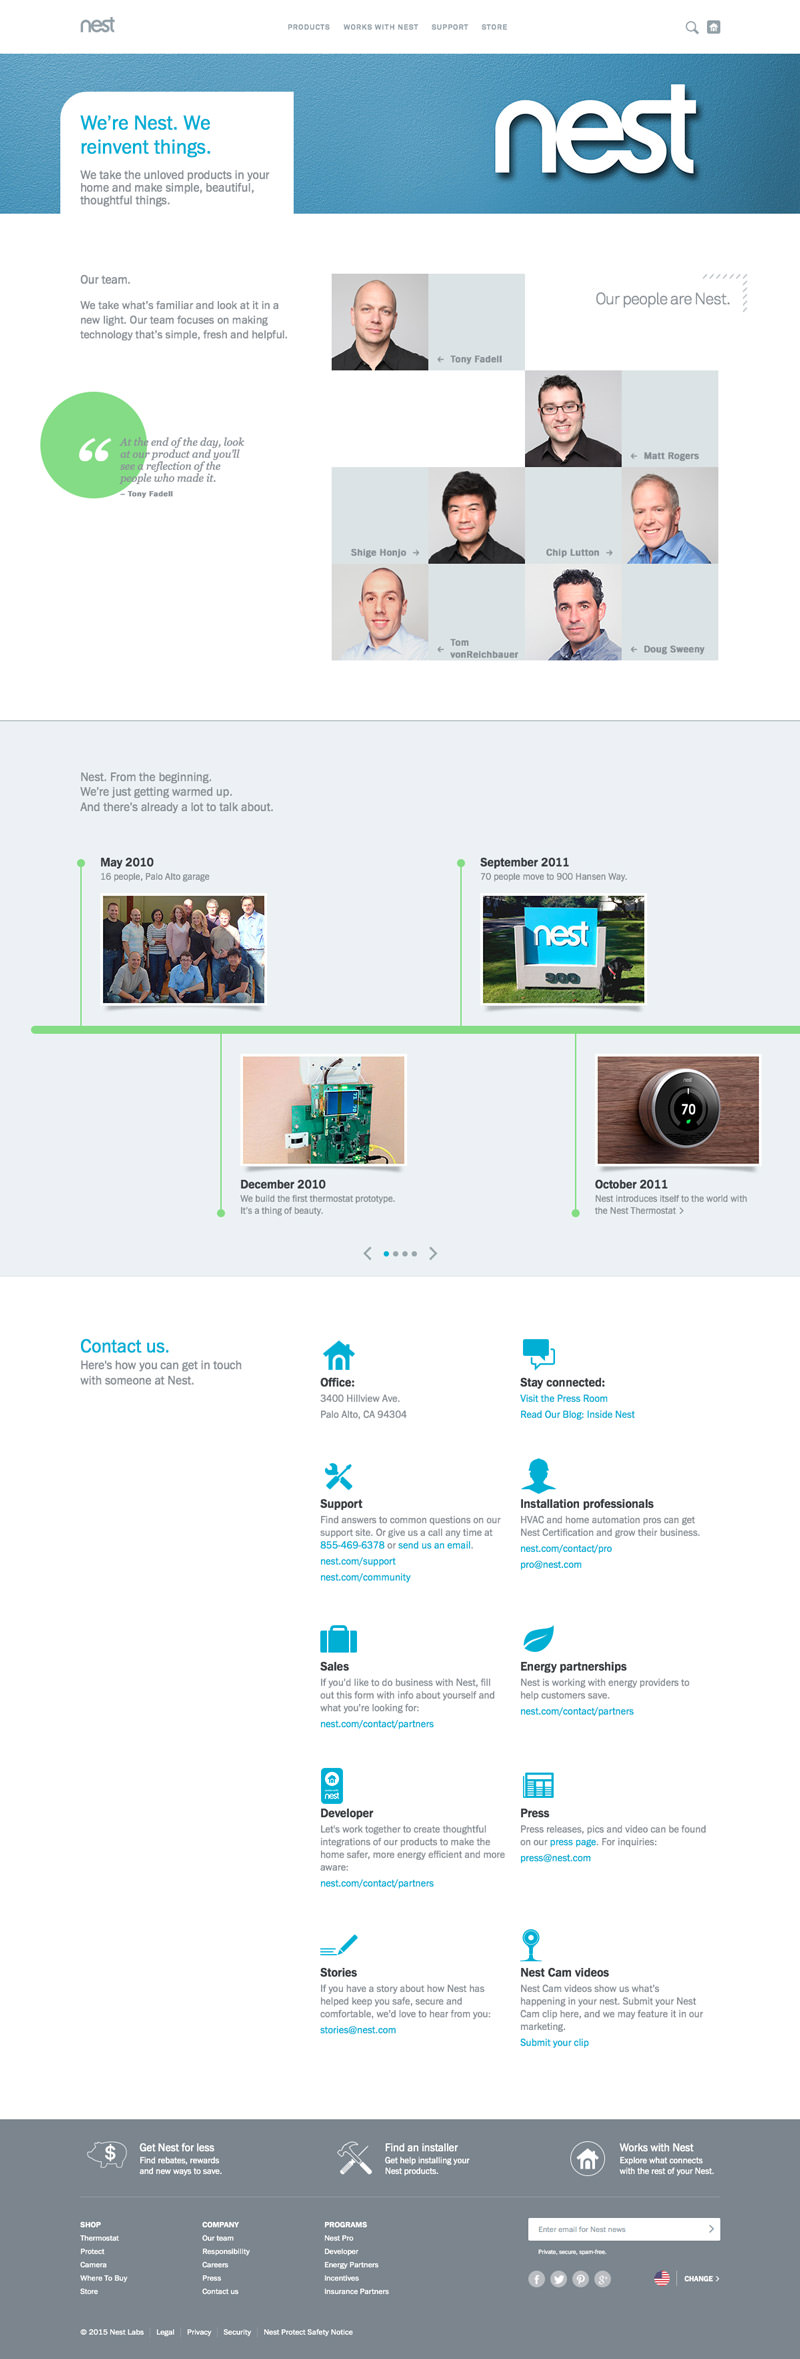 nest
PRODUCTS WORKS WITH NEST SUPPORT STORE
We're Nest. We
reinvent things.
We take the unloved products in your
home and make simple, beautiful,
thoughtful things.
nest
Our team.
We take what's familiar and look at it in a
new light. Our team focuses on making
technology that's simple, fresh and helpful.
“ At the end of the day, look
at our product and you'll
see a reflection of the
people who made it.
– Tony Fadell
Our people are Nest.
← Tony Fadell
← Matt Rogers
Shige Honjo →
Chip Lutton →
← Tom
vonReichbauer
← Doug Sweeny
Nest. From the beginning.
We're just getting warmed up.
And there's already a lot to talk about.
May 2010
16 people, Palo Alto garage
September 2011
70 people move to 900 Hansen Way.
nest
900
nest
70
December 2010
We build the first thermostat prototype.
It's a thing of beauty.
October 2011
Nest introduces itself to the world with
the Nest Thermostat >
Contact us.
Here's how you can get in touch
with someone at Nest.
Office:
3400 Hillview Ave.
Palo Alto, CA 94304
Stay connected:
Visit the Press Room
Read Our Blog: Inside Nest
Support
Find answers to common questions on our
support site. Or give us a call any time at
855-469-6378 or send us an email.
nest.com/support
nest.com/community
Installation professionals
HVAC and home automation pros can get
Nest Certification and grow their business.
nest.com/contact/pro
pro@nest.com
Sales
If you'd like to do business with Nest, fill
out this form with info about yourself and
what you're looking for:
nest.com/contact/partners
Energy partnerships
Nest is working with energy providers to
help customers save.
nest.com/contact/partners
nest
Developer
Let's work together to create thoughtful
integrations of our products to make the
home safer, more energy efficient and more
aware:
nest.com/contact/partners
Press
Press releases, pics and video can be found
on our press page. For inquiries:
press@nest.com
Stories
If you have a story about how Nest has
helped keep you safe, secure and
comfortable, we'd love to hear from you:
stories@nest.com
Nest Cam videos
Nest Cam videos show us what's
happening in your nest. Submit your Nest
Cam clip here, and we may feature it in our
marketing.
Submit your clip
$
Get Nest for less
Find rebates, rewards
and new ways to save.
Find an installer
Get help installing your
Nest products.
Works with Nest
Explore what connects
with the rest of your Nest.
SHOP
Thermostat
Protect
Camera
Where To Buy
Store
COMPANY
Our team
Responsibility
Careers
Press
Contact us
PROGRAMS
Nest Pro
Developer
Energy Partners
Incentives
Insurance Partners
Enter email for Nest news >
Private, secure, spam-free.
CHANGE >
© 2015 Nest Labs Legal Privacy Security Nest Protect Safety Notice